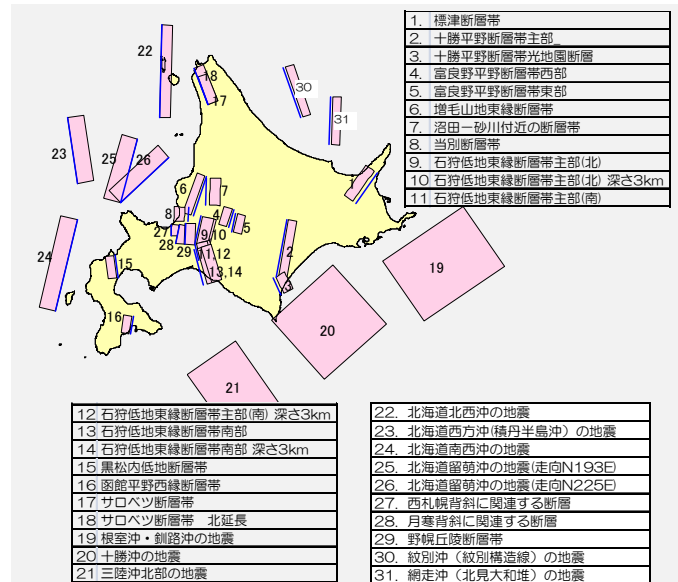 1. 標津断層帯
2. 十勝平野断層帯主部_
3. 十勝平野断層帯光地園断層
4. 富良野平野断層帯西部
5. 富良野平野断層帯東部
6. 増毛山地東縁断層帯
7. 沼田ー砂川付近の断層帯
8. 当別断層帯
9. 石狩低地東縁断層帯主部(北)
10 石狩低地東縁断層帯主部(北) 深さ3km
11 石狩低地東縁断層帯主部(南)
22
18
17
30
31
23
25
26
1
6
7
8
4
5
27
28
29
9,10
11,12
13,14
2
3
24
15
16
19
20
21
12 石狩低地東縁断層帯主部(南) 深さ3km
13 石狩低地東縁断層帯南部
14 石狩低地東縁断層帯南部 深さ3km
15 黒松内低地断層帯
16 函館平野西縁断層帯
17 サロベツ断層帯
18 サロベツ断層帯 北延長
19 根室沖・釧路沖の地震
20 十勝沖の地震
21 三陸沖北部の地震
22. 北海道北西沖の地震
23. 北海道西方沖(積丹半島沖）の地震
24. 北海道南西沖の地震
25. 北海道留萌沖の地震(走向N193E)
26. 北海道留萌沖の地震(走向N225E)
27. 西札幌背斜に関連する断層
28. 月寒背斜に関連する断層
29. 野幌丘陵断層帯
30. 紋別沖（紋別構造線）の地震
31. 網走沖（北見大和堆）の地震